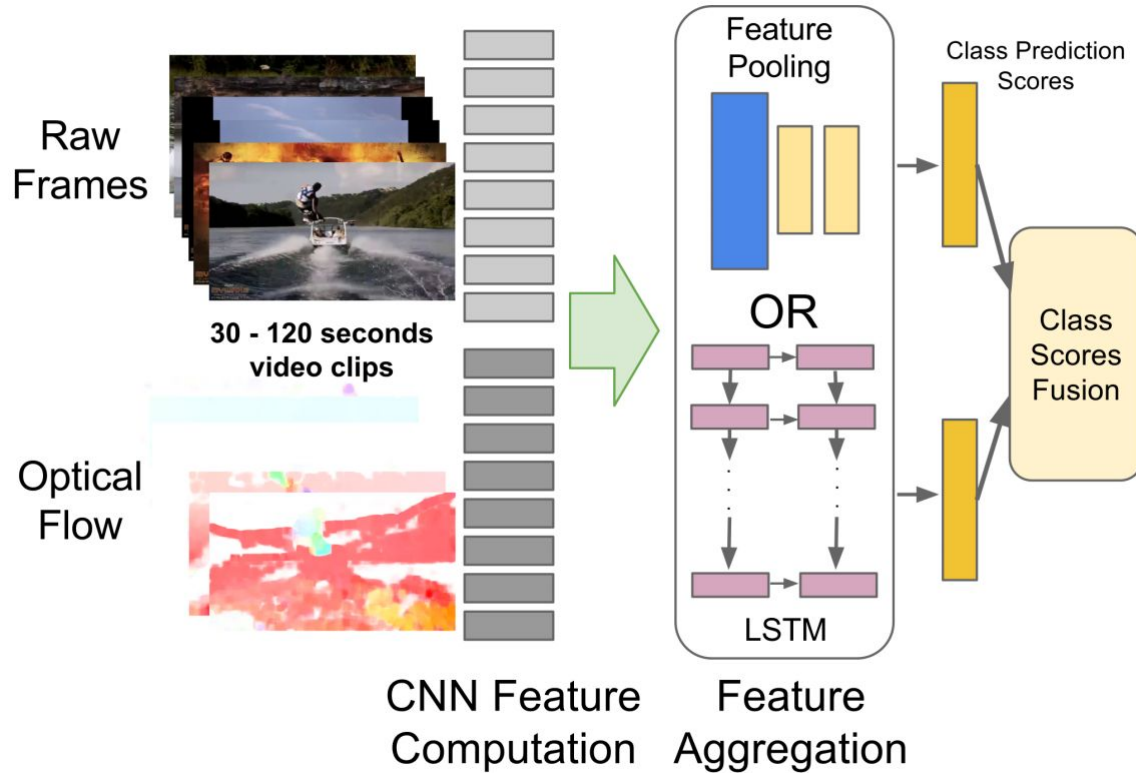 Raw
Frames
30 - 120 seconds
video clips
Optical
Flow
CNN Feature
Computation
Feature
Pooling
OR
LSTM
Feature
Aggregation
Class Prediction
Scores
Class
Scores
Fusion